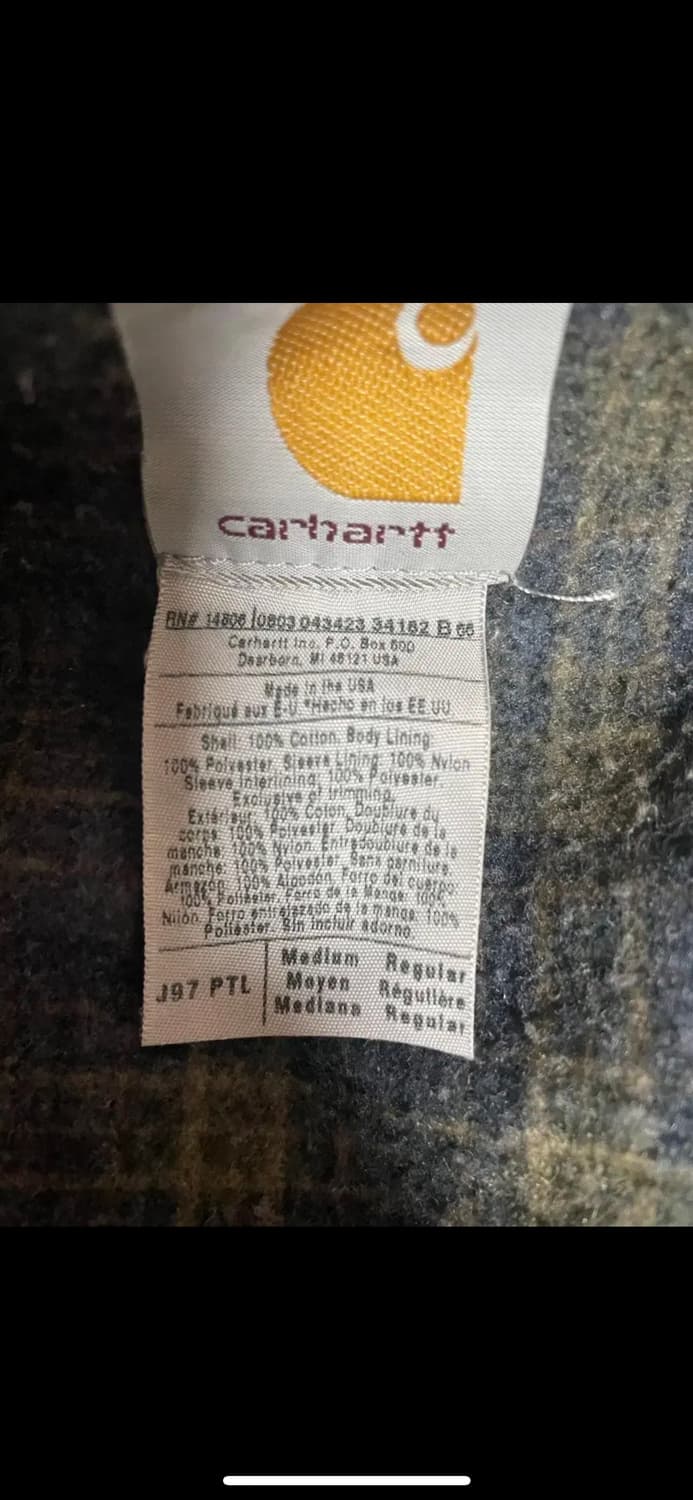 carhartt
RN# 14806 0803 043423 34182 B 66
Carhartt Inc. P.O. Box 600
Dearborn, MI 48121 USA
Made in the USA
Fabriqué aux É-U *Hecho en los EE.UU.
Shell: 100% Cotton. Body Lining:
100% Polyester. Sleeve Lining: 100% Nylon
Sleeve Interlining: 100% Polyester.
Exclusive of trimming.
Extérieur: 100% Coton. Doublure du
corps: 100% Polyester. Doublure de la
manche: 100% Nylon. Entredoublure de la
manche: 100% Polyester. Sans garniture.
Armazon: 100% Algodón. Forro del cuerpo:
100% Poliester. Forro de la Manga: 100%
Nilón. Forro entrelazado de la manga: 100%
Poliester. Sin incluir adorno.
J97 PTL
Medium Regular
Moyen Régulière
Mediana Regular